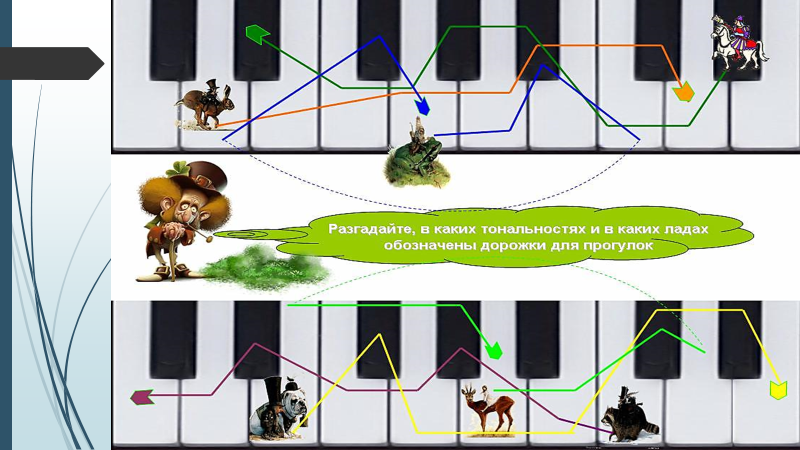 Разгадайте, в каких тональностях и в каких ладах
обозначены дорожки для прогулок